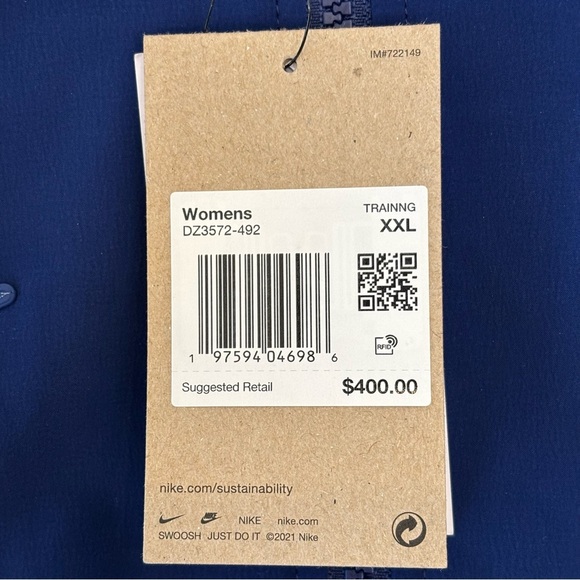 IM#722149
Womens
DZ3572-492
TRAINNG
XXL
1 97594 04698 6
RFID
Suggested Retail
$400.00
nike.com/sustainability
NIKE nike.com
SWOOSH JUST DO IT ©2021 Nike